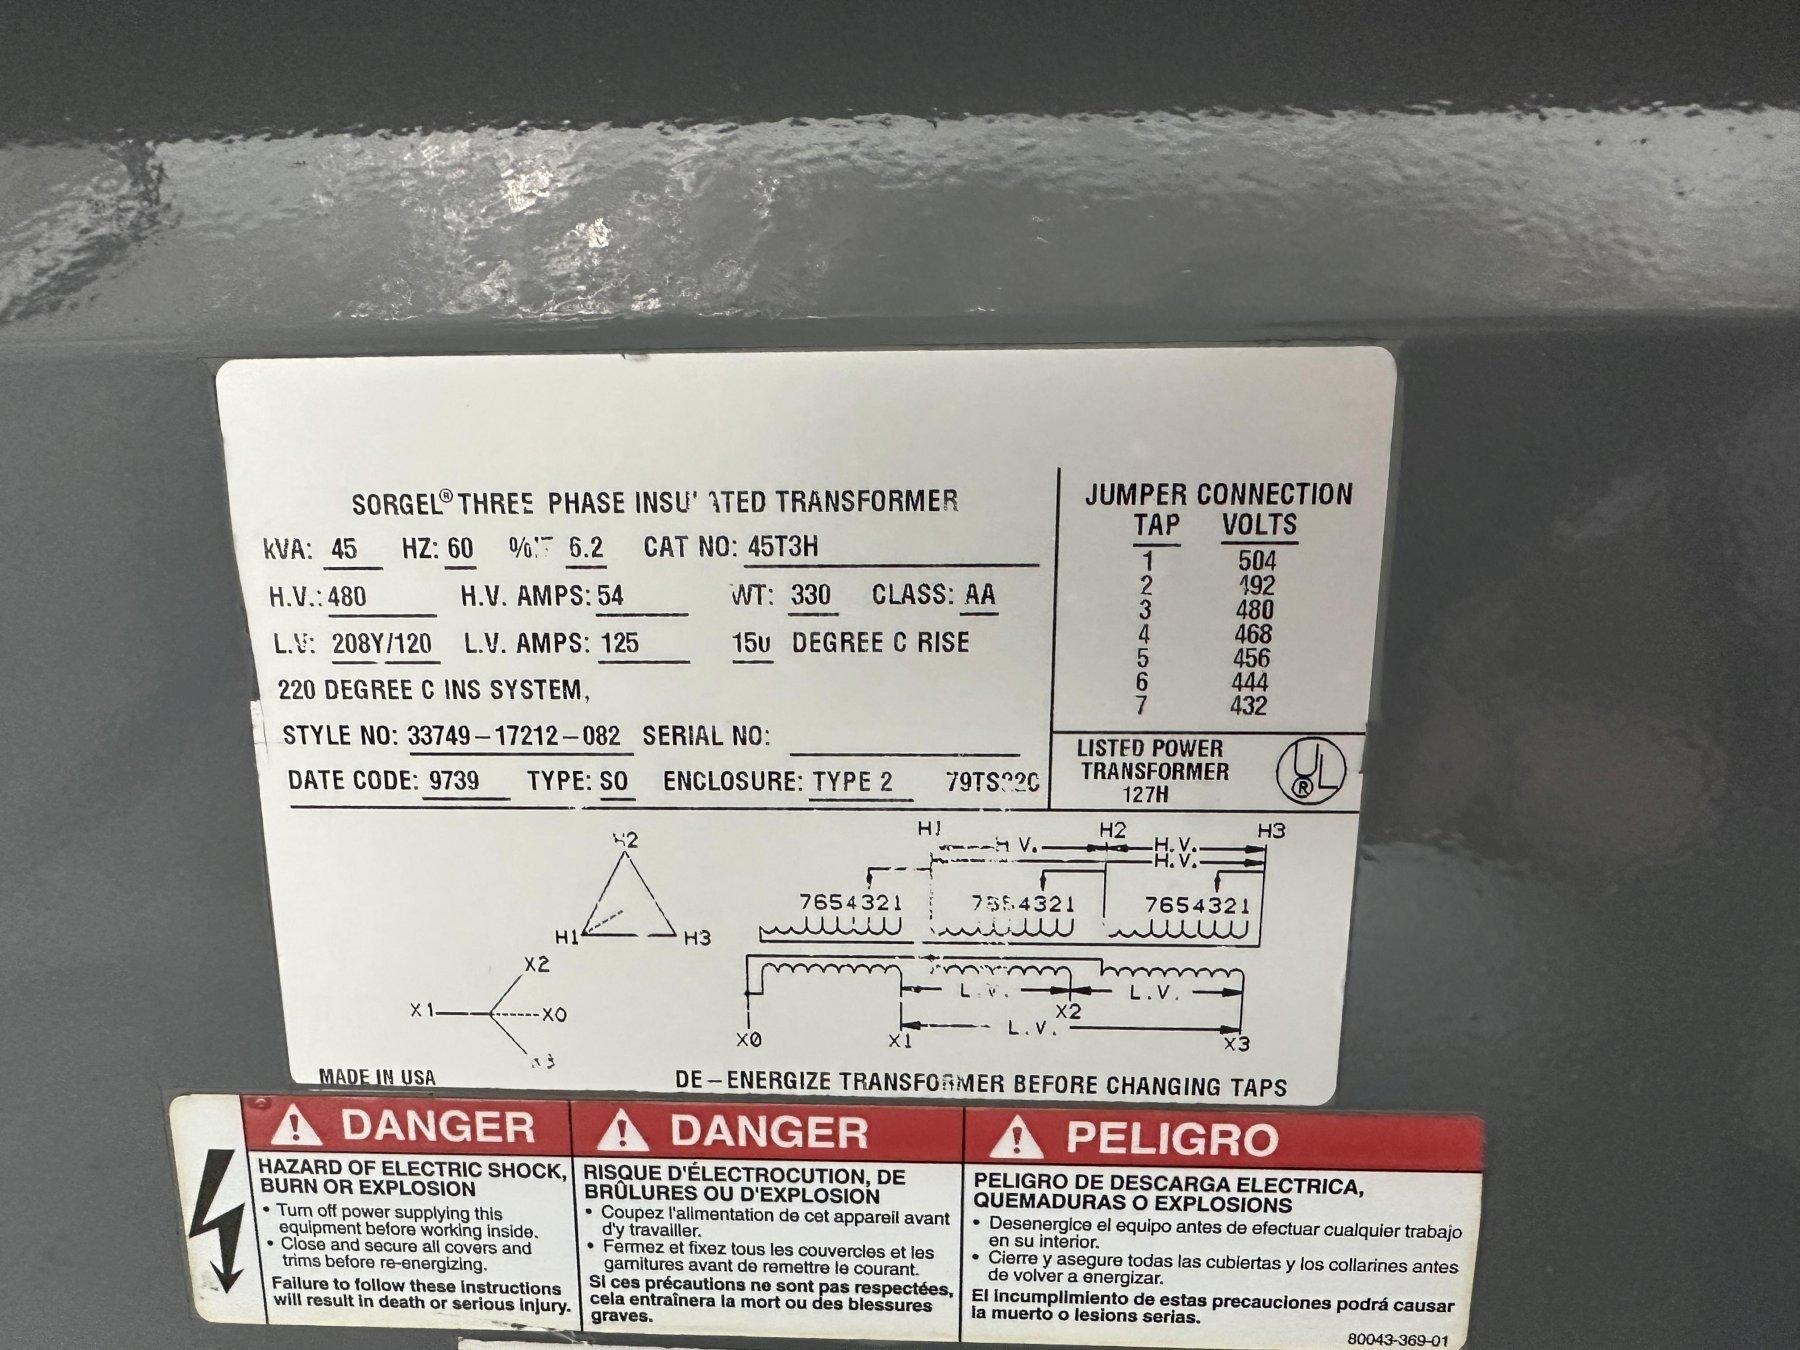 SORGEL® THREE PHASE INSU' ATED TRANSFORMER
kVA: 45 HZ: 60 6.2 CAT NO: 45T3H
H.V.: 480 H.V. AMPS: 54 WT: 330 CLASS: AA
L.V: 208Y/120 L.V. AMPS: 125 150 DEGREE C RISE
220 DEGREE C INS SYSTEM,
STYLE NO: 33749-17212-082 SERIAL NO:
DATE CODE: 9739 TYPE: SO ENCLOSURE: TYPE 2
JUMPER CONNECTION
TAP VOLTS
1 504
2 492
3 480
4 468
5 456
6 444
7 432
LISTED POWER
TRANSFORMER
127H
UL ®
H2
H1 H3
X2
X1 X0
X3
H1 H2 H3
H V. H.V.
H.V.
7654321 7654321 7654321
L.V. L.V.
X2
L.V.
X0 X1 X3
MADE IN USA
DE-ENERGIZE TRANSFORMER BEFORE CHANGING TAPS
DANGER
HAZARD OF ELECTRIC SHOCK,
BURN OR EXPLOSION
• Turn off power supplying this
equipment before working inside.
• Close and secure all covers and
trims before re-energizing.
Failure to follow these instructions
will result in death or serious injury.
DANGER
RISQUE D'ÉLECTROCUTION, DE
BRÛLURES OU D'EXPLOSION
• Coupez l'alimentation de cet appareil avant
d'y travailler.
• Fermez et fixez tous les couvercles et les
garnitures avant de remettre le courant.
Si ces précautions ne sont pas respectées,
cela entraînera la mort ou des blessures
graves.
PELIGRO
PELIGRO DE DESCARGA ELECTRICA,
QUEMADURAS O EXPLOSIONS
• Desenergice el equipo antes de efectuar cualquier trabajo
en su interior.
• Cierre y asegure todas las cubiertas y los collarines antes
de volver a energizar.
El incumplimiento de estas precauciones podrá causar
la muerto o lesions serias.
80043-369-01